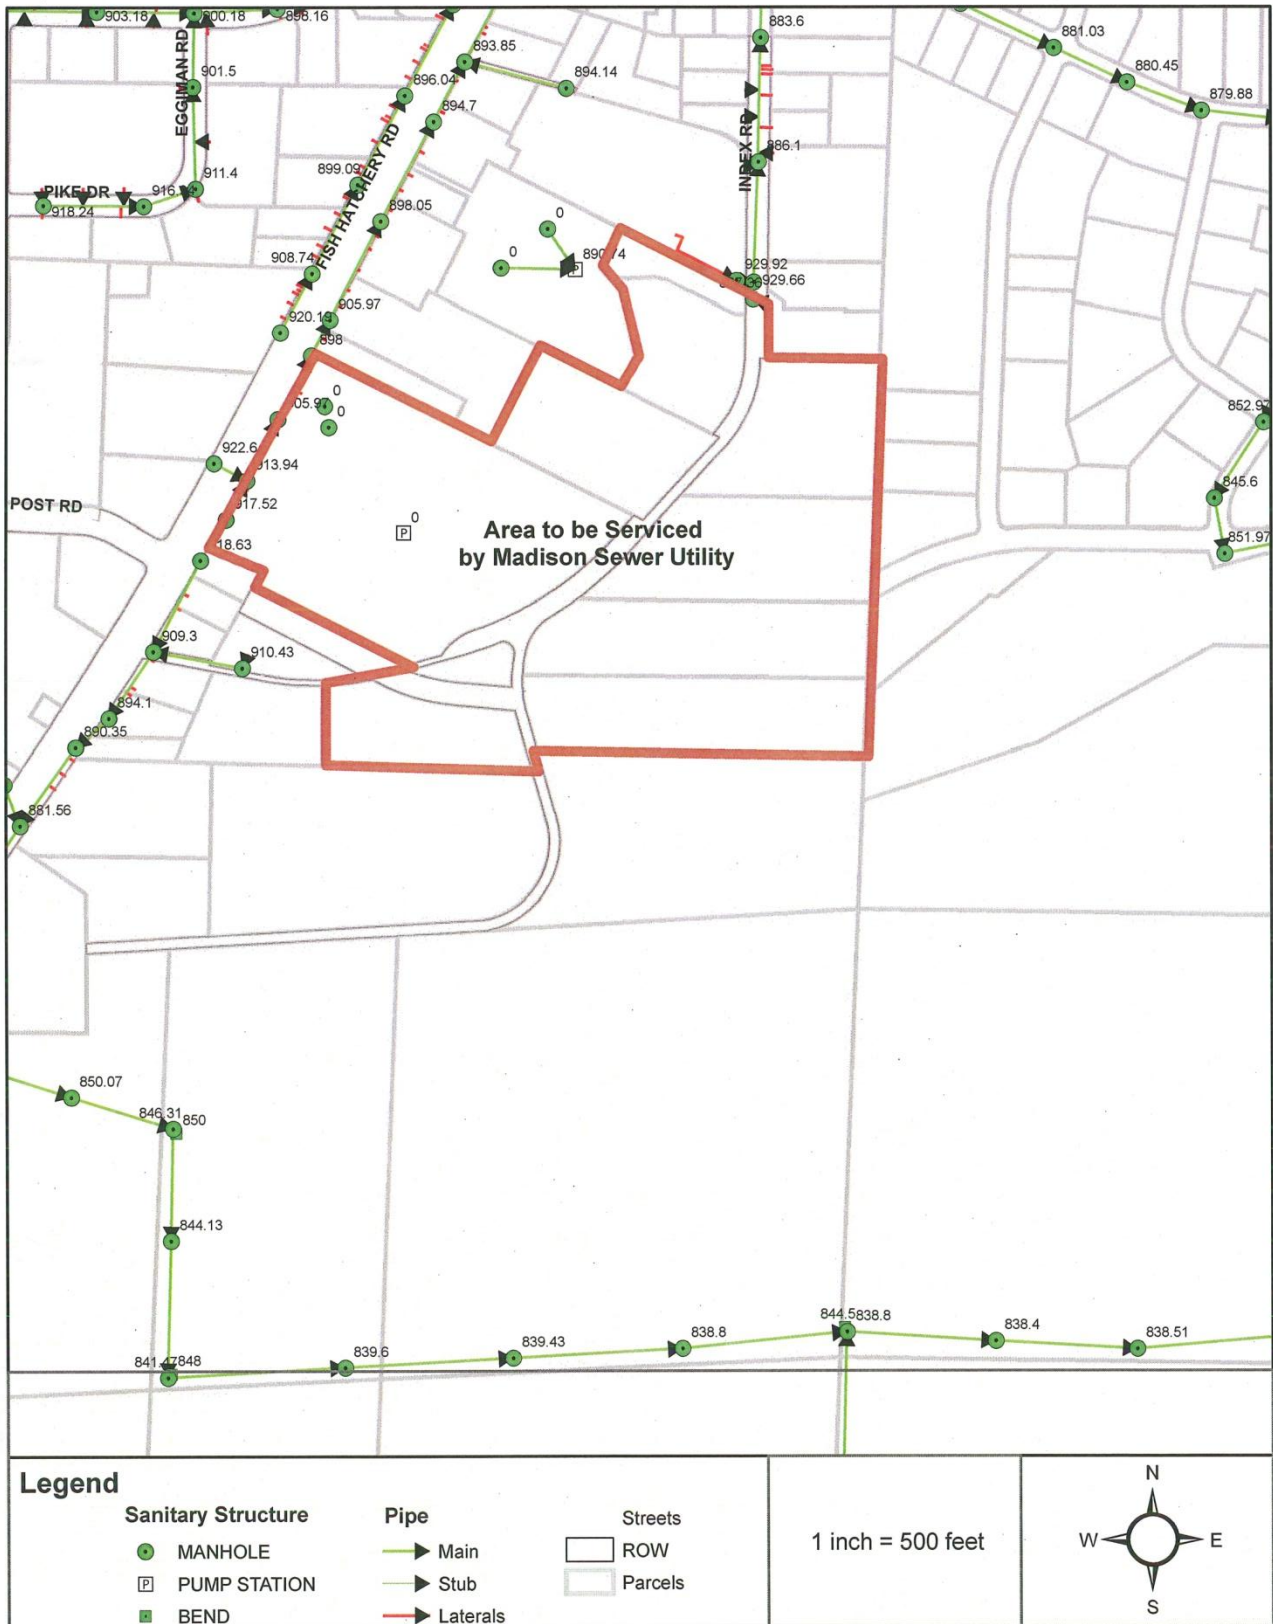 903.18
900.18
898.16
883.6
881.03
880.45
879.88
893.85
894.14
896.04
894.7
901.5
EGGIMAN RD
FISH HATCHERY RD
INDEX RD
886.1
899.09
911.4
PIKE DR
918.24
898.05
0
0
908.74
929.92
929.66
920.19
905.97
898
0
0
852.97
922.6
913.94
845.6
917.52
POST RD
0
P
Area to be Serviced
by Madison Sewer Utility
851.97
18.63
909.3
910.43
894.1
890.35
881.56
850.07
846.31
850
844.13
844.5
838.8
838.8
838.4
838.51
839.43
839.6
848
Legend
Sanitary Structure
MANHOLE
P PUMP STATION
BEND
Pipe
Main
Stub
Laterals
Streets
ROW
Parcels
1 inch = 500 feet
N
W
E
S